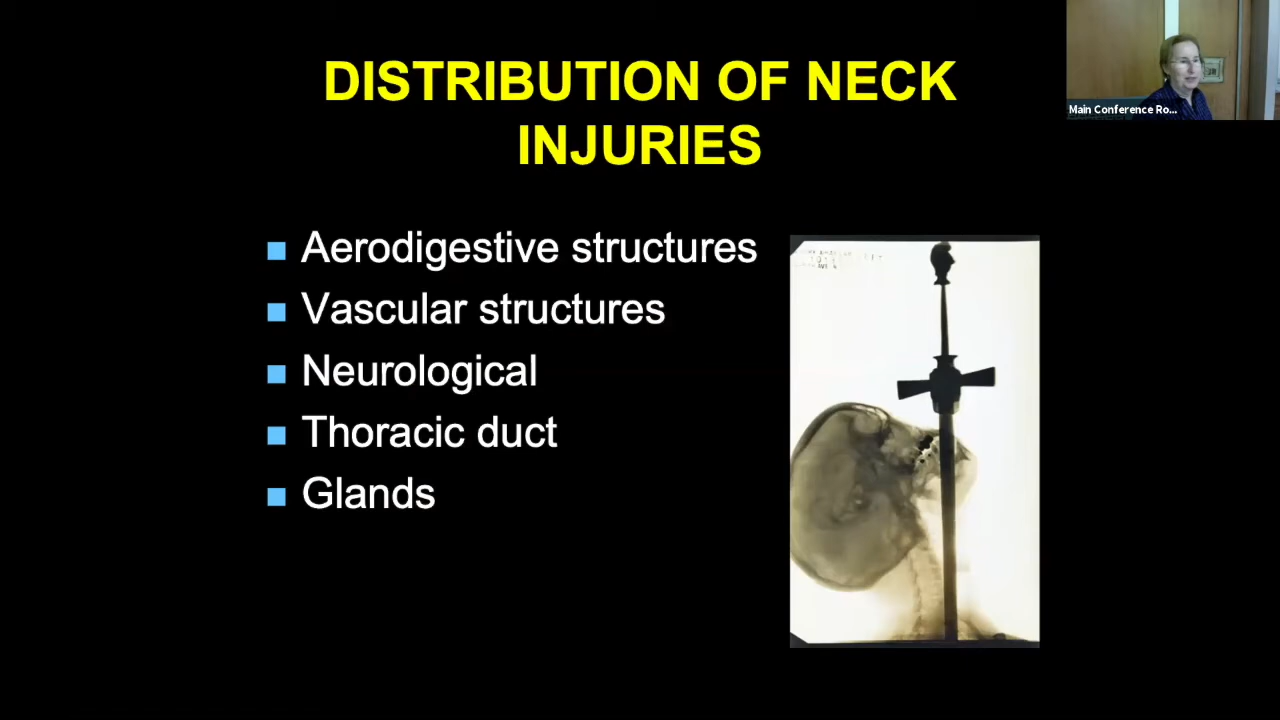 DISTRIBUTION OF NECK
INJURIES
Main Conference Ro...
Aerodigestive structures
Vascular structures
Neurological
Thoracic duct
Glands